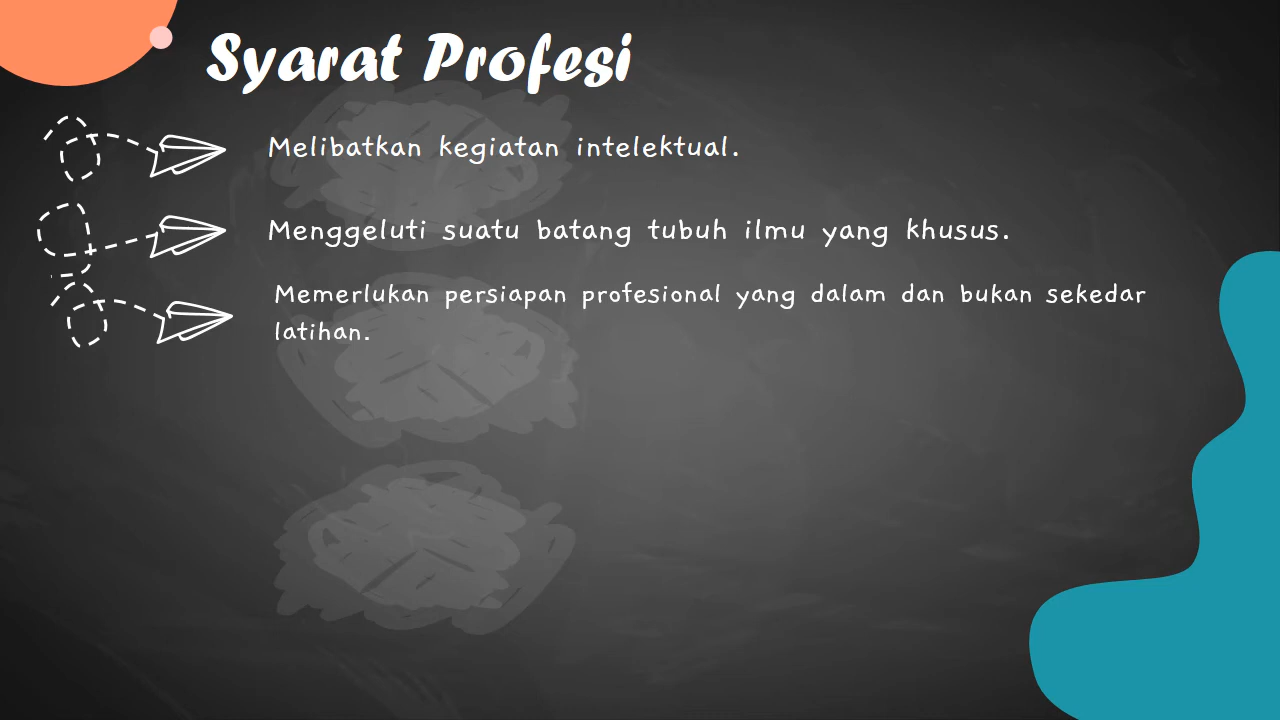 Syarat Profesi
Melibatkan kegiatan intelektual.
Menggeluti suatu batang tubuh ilmu yang khusus.
Memerlukan persiapan profesional yang dalam dan bukan sekedar
latihan.